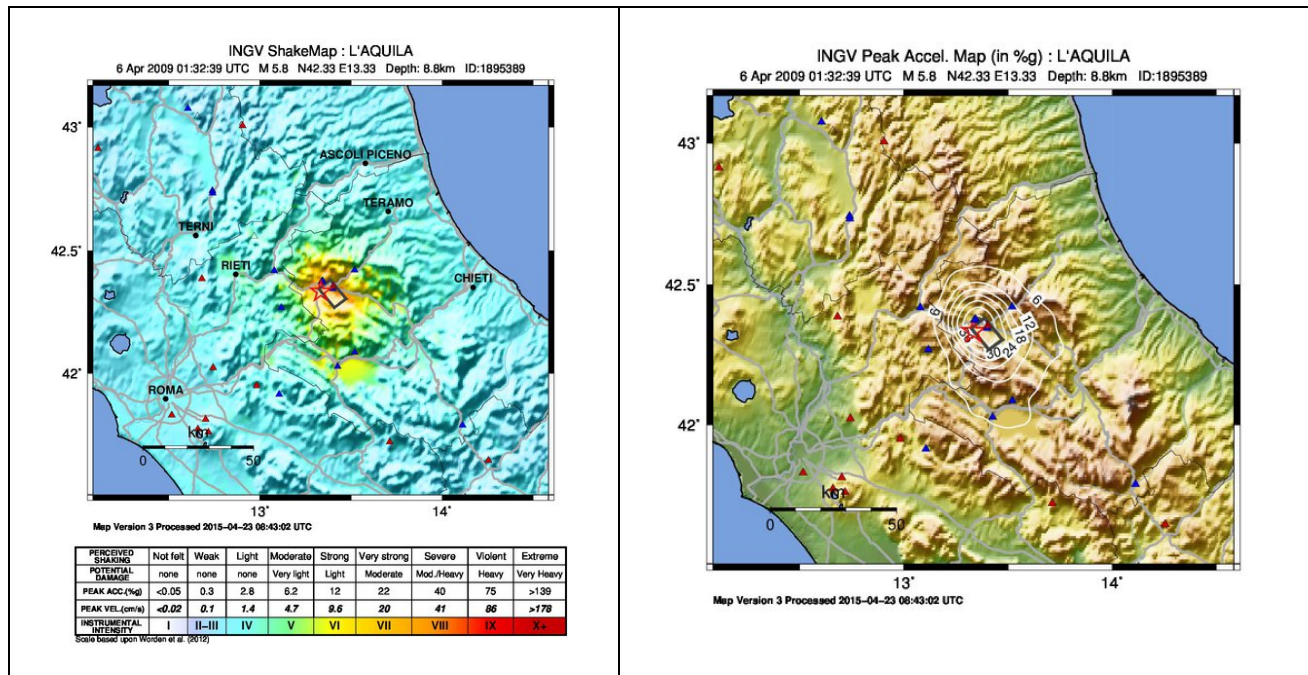 INGV ShakeMap : L'AQUILA
6 Apr 2009 01:32:39 UTC M 5.8 N42.33 E13.33 Depth: 8.8km ID:1895389
43˚
ASCOLI PICENO
TERAMO
TERNI
42.5˚
RIETI
CHIETI
42˚
ROMA
km
0 50
13˚ 14˚
Map Version 3 Processed 2015-04-23 08:43:02 UTC
PERCEIVED SHAKING Not felt Weak Light Moderate Strong Very strong Severe Violent Extreme
POTENTIAL DAMAGE none none none Very light Light Moderate Mod./Heavy Heavy Very Heavy
PEAK ACC.(%g) <0.05 0.3 2.8 6.2 12 22 40 75 >139
PEAK VEL.(cm/s) <0.02 0.1 1.4 4.7 9.6 20 41 86 >178
INSTRUMENTAL INTENSITY I II-III IV V VI VII VIII IX X+
Scale based upon Worden et al. (2012)
INGV Peak Accel. Map (in %g) : L'AQUILA
6 Apr 2009 01:32:39 UTC M 5.8 N42.33 E13.33 Depth: 8.8km ID:1895389
43˚
42.5˚
6
6
12
18
24
30
42˚
km
0 50
13˚ 14˚
Map Version 3 Processed 2015-04-23 08:43:02 UTC